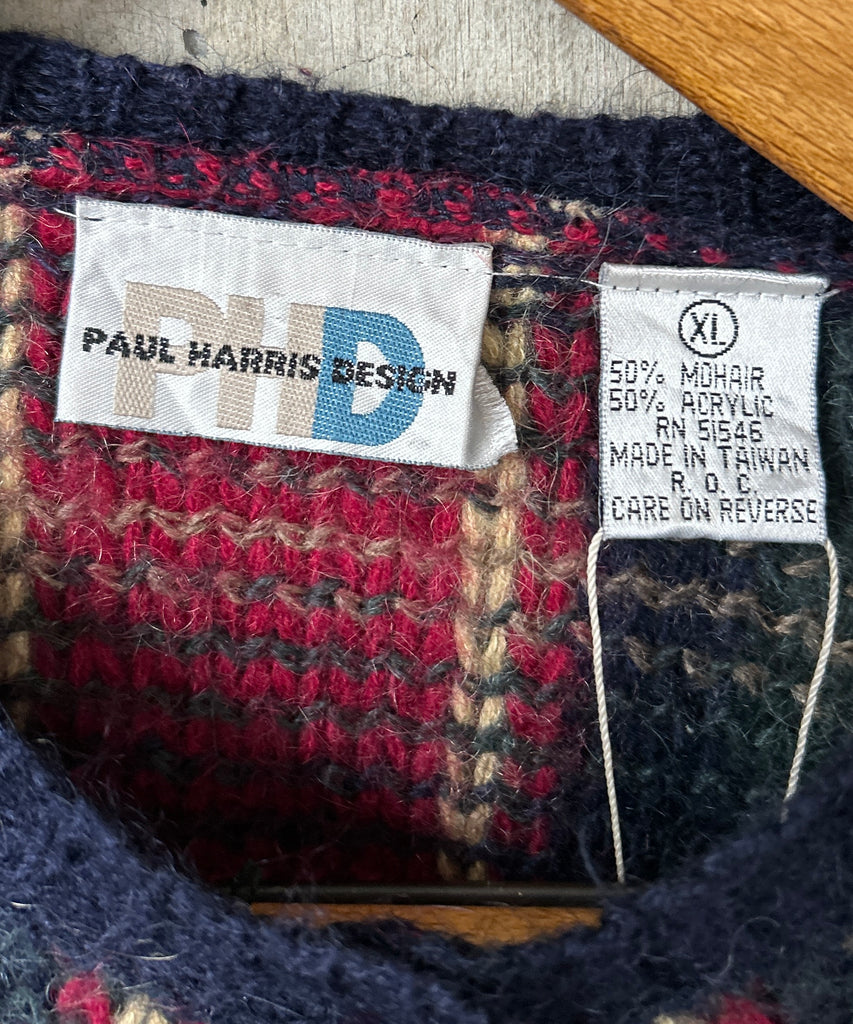 PHD
PAUL HARRIS DESIGN
XL
50% MOHAIR
50% ACRYLIC
RN 51546
MADE IN TAIWAN
R. O. C.
CARE ON REVERSE